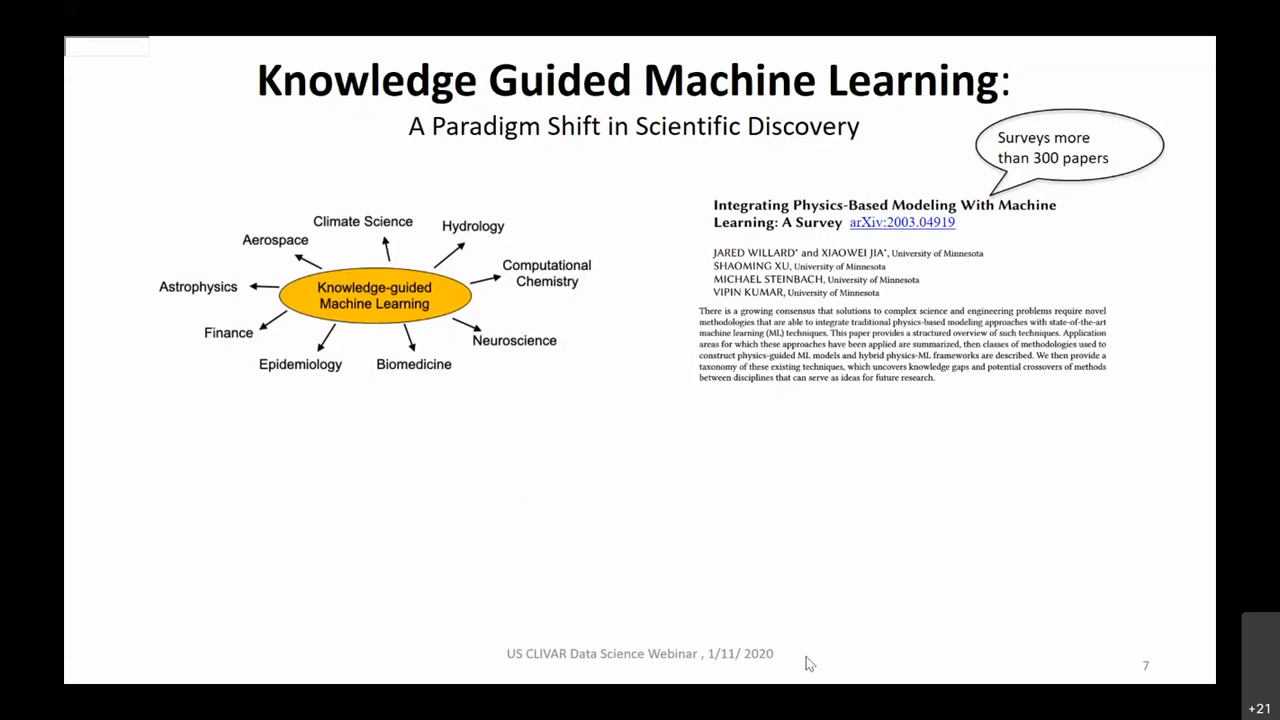 Knowledge Guided Machine Learning:
A Paradigm Shift in Scientific Discovery
Surveys more
than 300 papers
Climate Science
Hydrology
Aerospace
Computational
Chemistry
Astrophysics
Knowledge-guided
Machine Learning
Finance
Neuroscience
Epidemiology
Biomedicine
Integrating Physics-Based Modeling With Machine
Learning: A Survey arXiv:2003.04919
JARED WILLARD* and XIAOWEI JIA*, University of Minnesota
SHAOMING XU, University of Minnesota
MICHAEL STEINBACH, University of Minnesota
VIPIN KUMAR, University of Minnesota
There is a growing consensus that solutions to complex science and engineering problems require novel
methodologies that are able to integrate traditional physics-based modeling approaches with state-of-the-art
machine learning (ML) techniques. This paper provides a structured overview of such techniques. Application
areas for which these approaches have been applied are summarized, then classes of methodologies used to
construct physics-guided ML models and hybrid physics-ML frameworks are described. We then provide a
taxonomy of these existing techniques, which uncovers knowledge gaps and potential crossovers of methods
between disciplines that can serve as ideas for future research.
US CLIVAR Data Science Webinar , 1/11/ 2020
7
+21